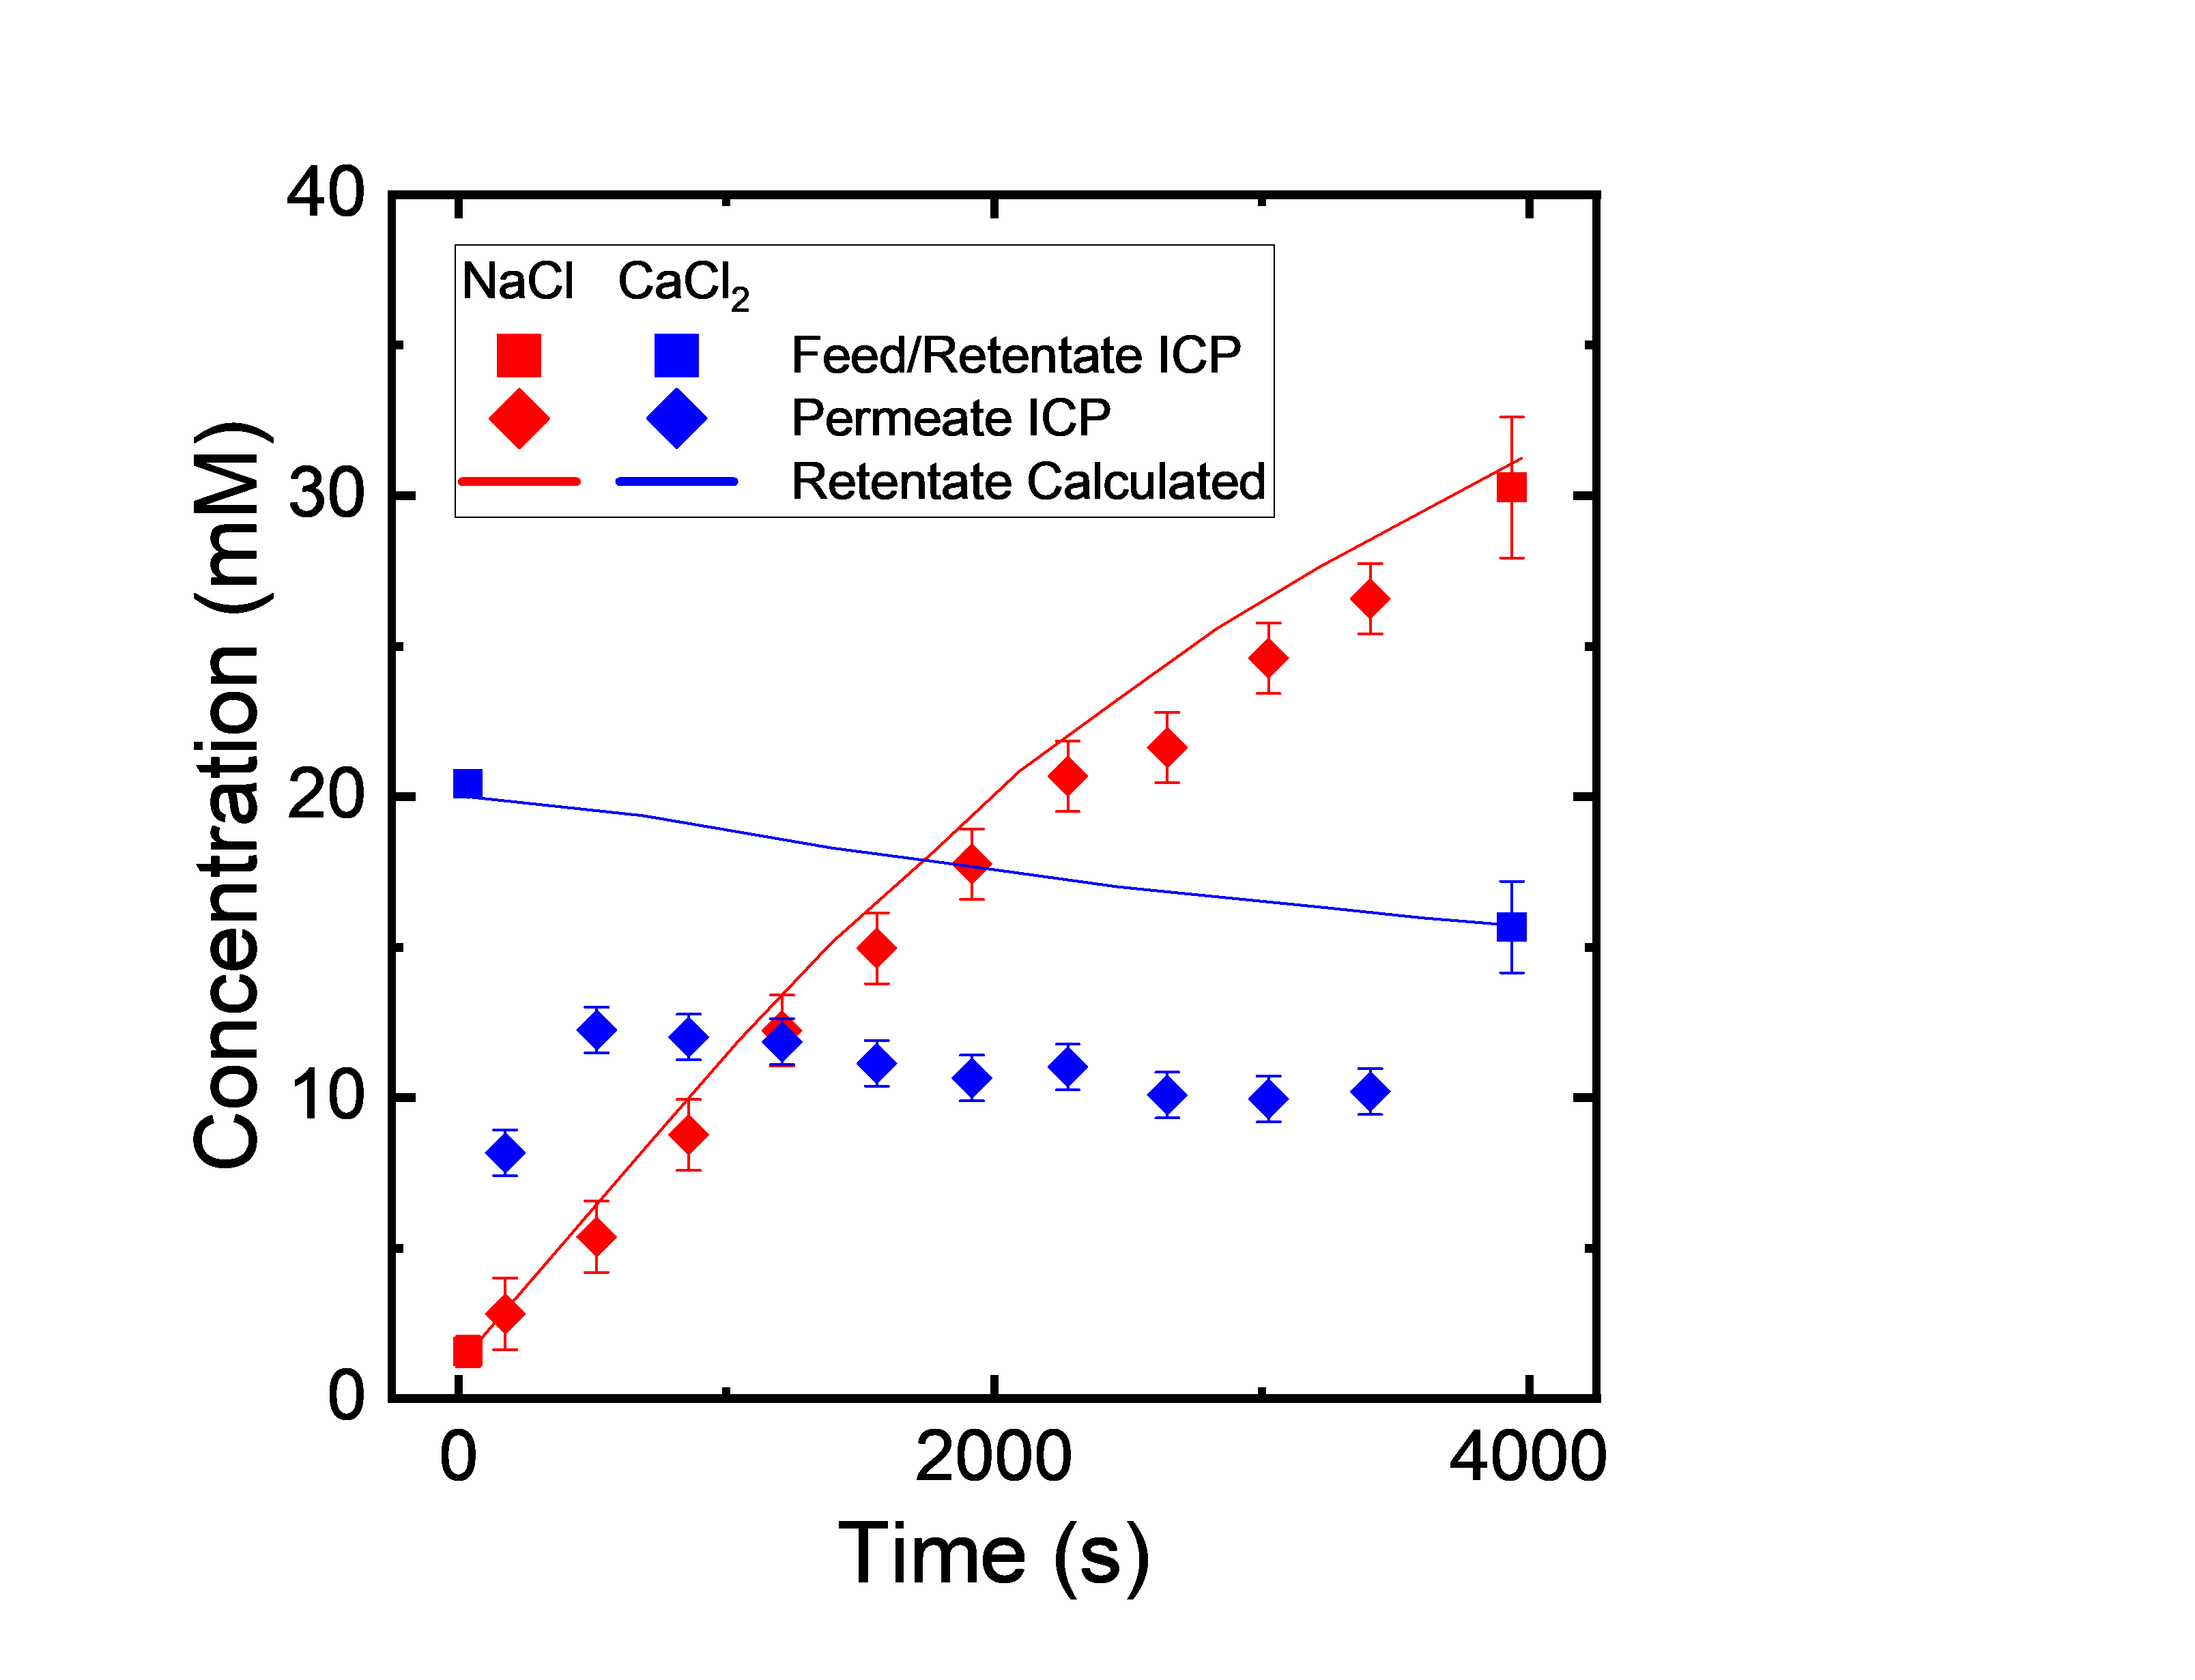 40
30
20
10
0
Concentration (mM)
NaCl CaCl₂
Feed/Retentate ICP
Permeate ICP
Retentate Calculated
0 2000 4000
Time (s)